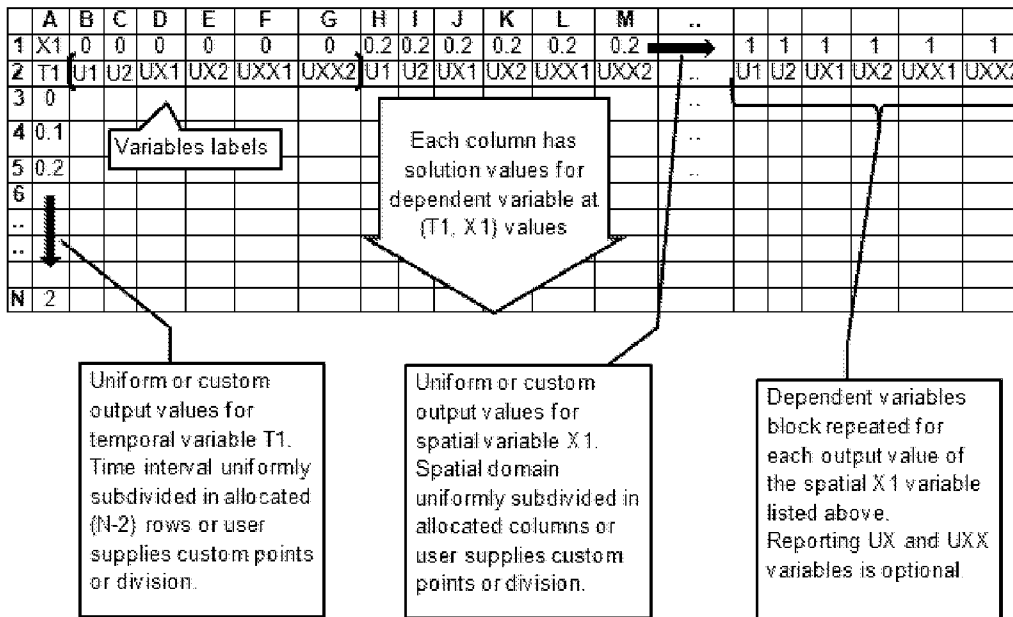 A B C D E F G H I J K L M ..
1 X1 0 0 0 0 0 0 0.2 0.2 0.2 0.2 0.2 0.2 1 1 1 1 1 1
2 T1 U1 U2 UX1 UX2 UXX1 UXX2 U1 U2 UX1 UX2 UXX1 UXX2 .. U1 U2 UX1 UX2 UXX1 UXX2
3 0 ..
4 0.1 ..
5 0.2 ..
6
..
..
N 2
Variables labels
Each column has
solution values for
dependent variable at
(T1, X1) values
Uniform or custom
output values for
temporal variable T1.
Time interval uniformly
subdivided in allocated
(N-2) rows or user
supplies custom points
or division.
Uniform or custom
output values for
spatial variable X1.
Spatial domain
uniformly subdivided in
allocated columns or
user supplies custom
points or division.
Dependent variables
block repeated for
each output value of
the spatial X1 variable
listed above.
Reporting UX and UXX
variables is optional